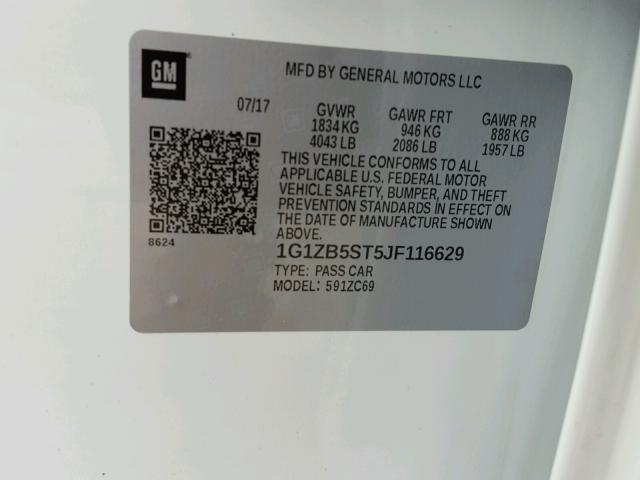 GM
MFD BY GENERAL MOTORS LLC
07/17 GVWR GAWR FRT GAWR RR
1834 KG 946 KG 888 KG
4043 LB 2086 LB 1957 LB
THIS VEHICLE CONFORMS TO ALL
APPLICABLE U.S. FEDERAL MOTOR
VEHICLE SAFETY, BUMPER, AND THEFT
PREVENTION STANDARDS IN EFFECT ON
THE DATE OF MANUFACTURE SHOWN
ABOVE.
8624
1G1ZB5ST5JF116629
TYPE: PASS CAR
MODEL: 591ZC69